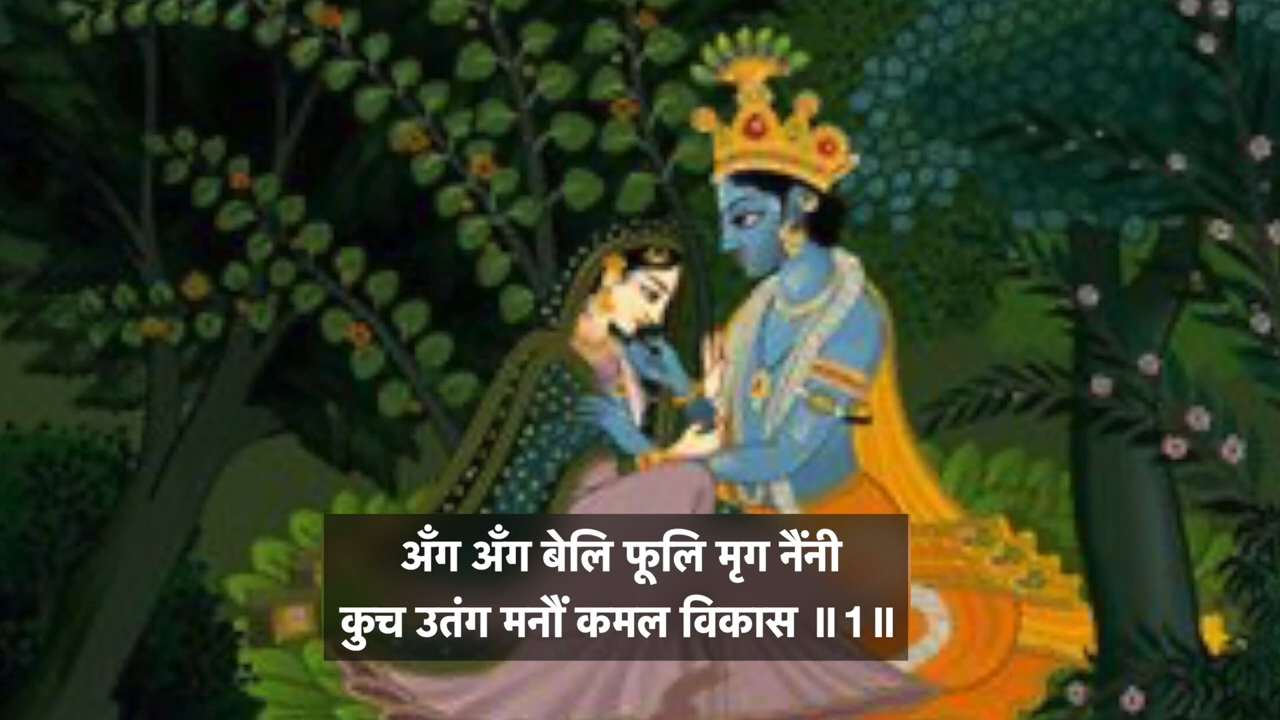 अँग अँग बेलि फूलि मृग नैंनी
कुच उतंग मनौं कमल विकास ॥1॥